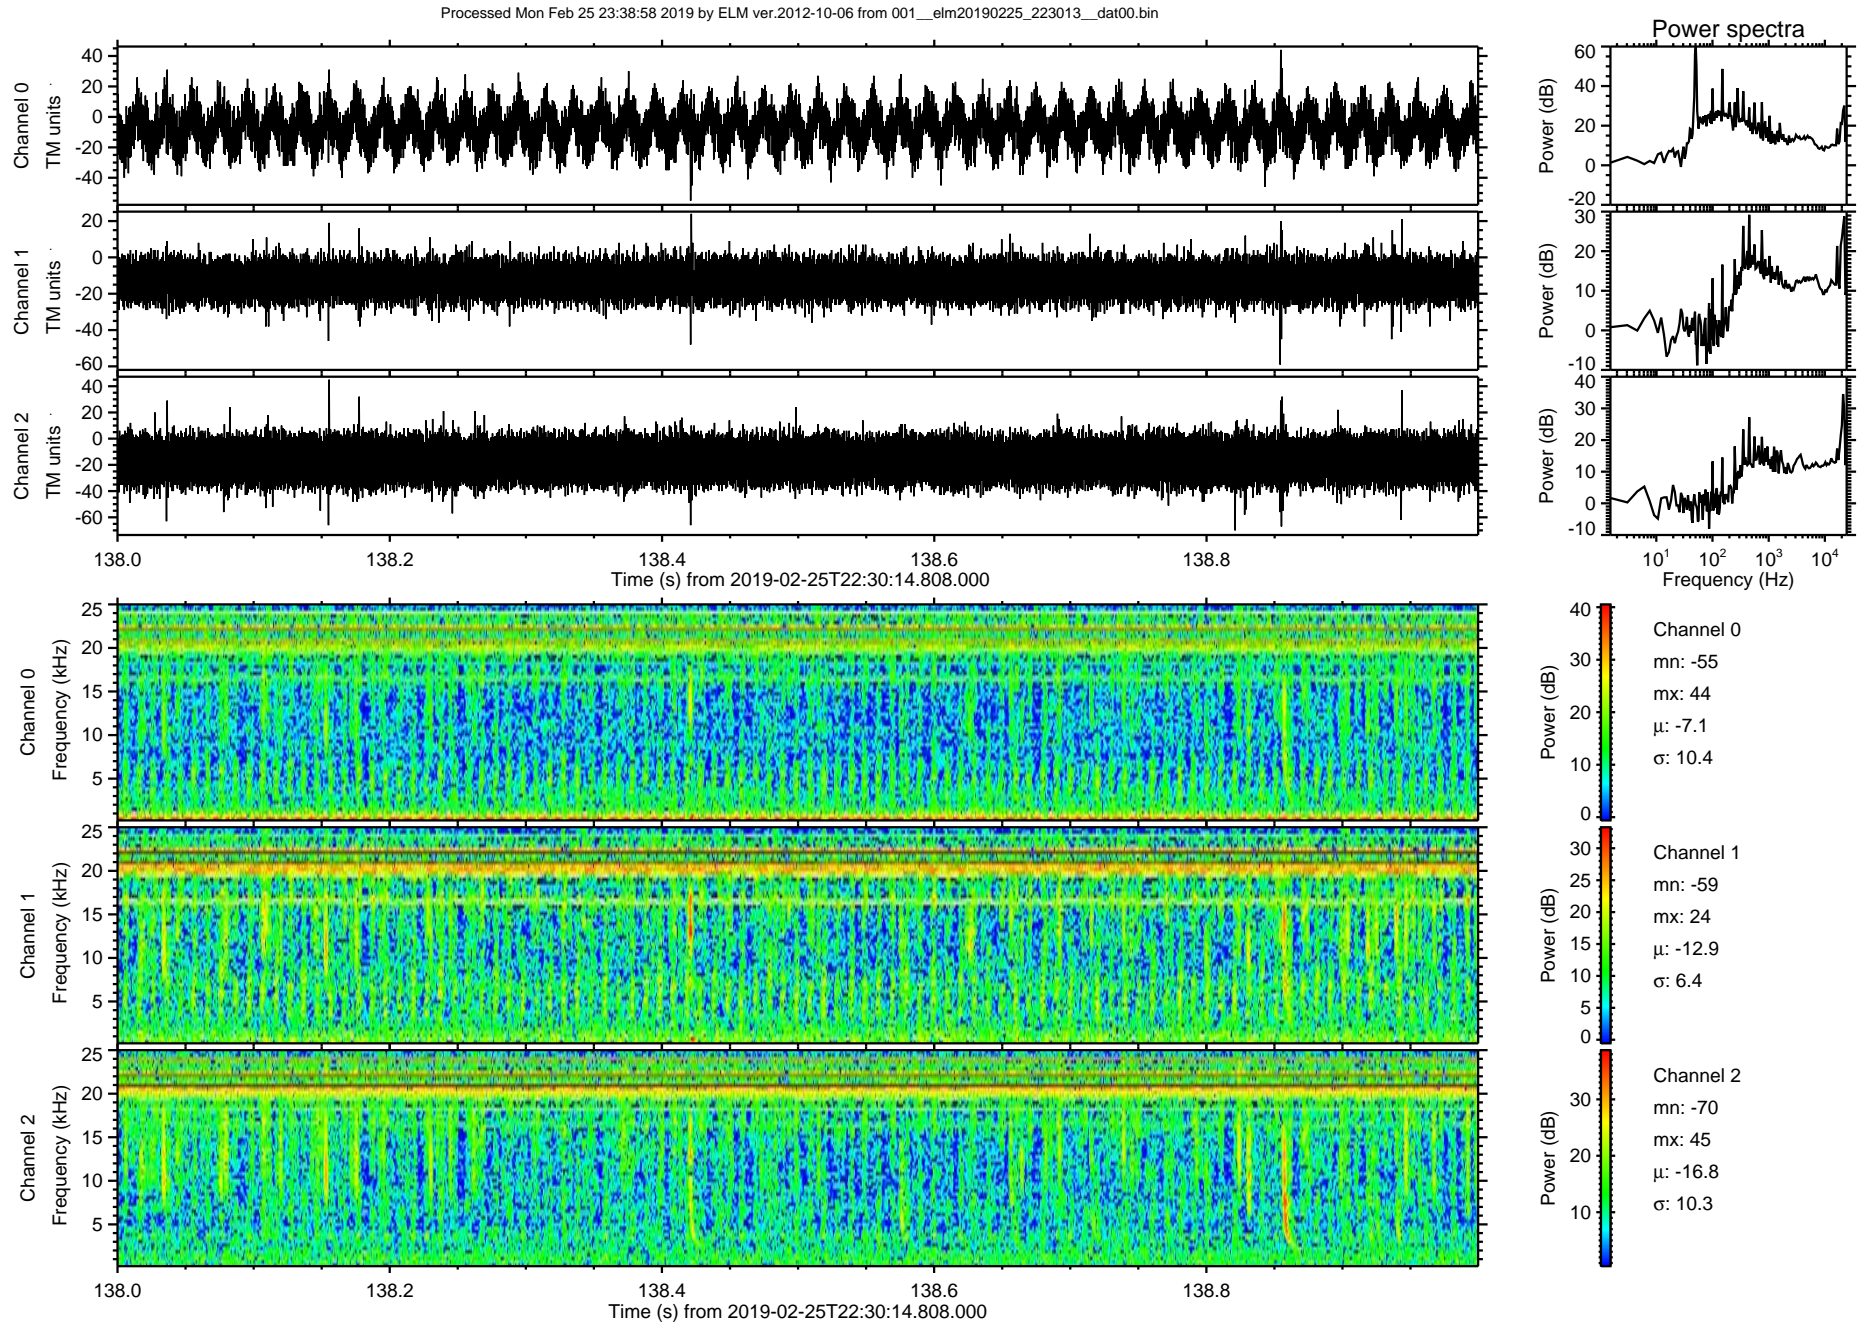 Processed Mon Feb 25 23:38:58 2019 by ELM ver.2012-10-06 from 001__elm20190225_223013__dat00.bin
Power spectra
Channel 0
TM units
40
20
0
-20
-40
Power (dB)
60
40
20
0
-20
Channel 1
TM units
20
0
-20
-40
-60
Power (dB)
30
20
10
0
-10
Channel 2
TM units
40
20
0
-20
-40
-60
Power (dB)
40
30
20
10
0
-10
138.0 138.2 138.4 138.6 138.8
Time (s) from 2019-02-25T22:30:14.808.000
10^1 10^2 10^3 10^4
Frequency (Hz)
Channel 0
Frequency (kHz)
25
20
15
10
5
Power (dB)
40
30
20
10
0
Channel 0
mn: -55
mx: 44
µ: -7.1
σ: 10.4
Channel 1
Frequency (kHz)
25
20
15
10
5
Power (dB)
30
25
20
15
10
5
0
Channel 1
mn: -59
mx: 24
µ: -12.9
σ: 6.4
Channel 2
Frequency (kHz)
25
20
15
10
5
Power (dB)
30
20
10
Channel 2
mn: -70
mx: 45
µ: -16.8
σ: 10.3
138.0 138.2 138.4 138.6 138.8
Time (s) from 2019-02-25T22:30:14.808.000